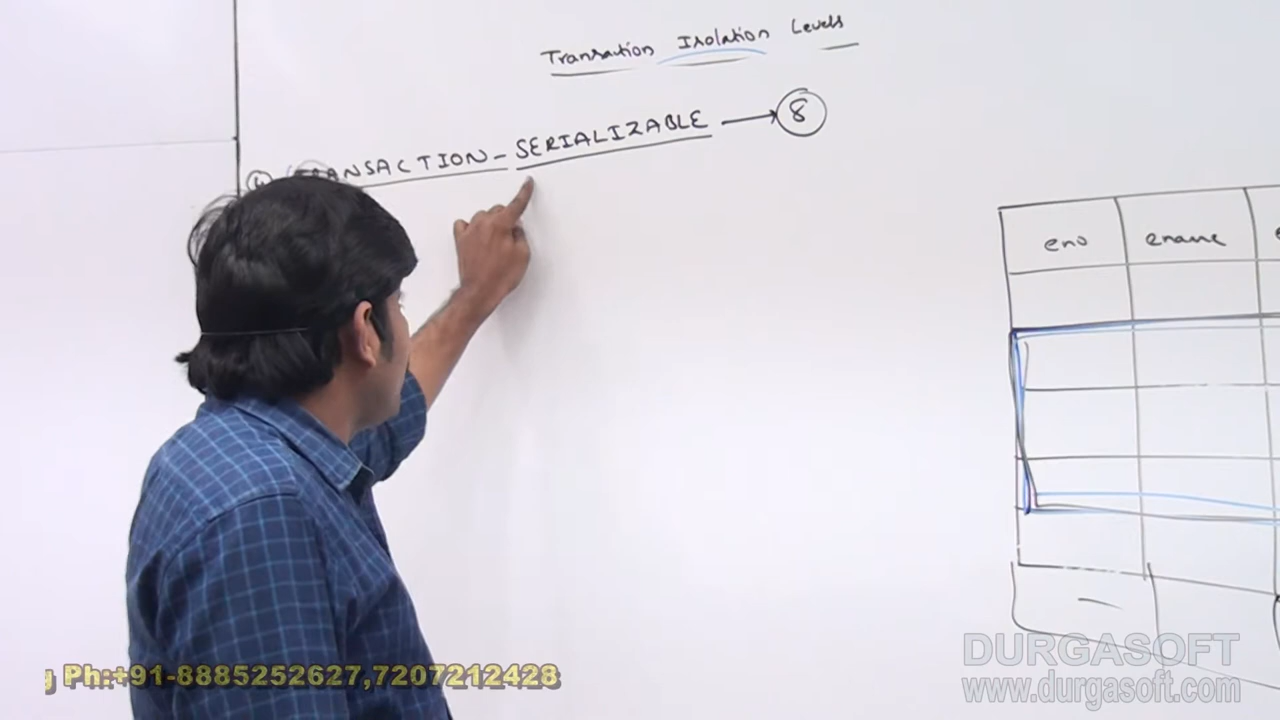 Transaction Isolation Levels
TRANSACTION-SERIALIZABLE → 8
eno ename
Ph:+91-8885252627,7207212428
DURGASOFT
www.durgasoft.com